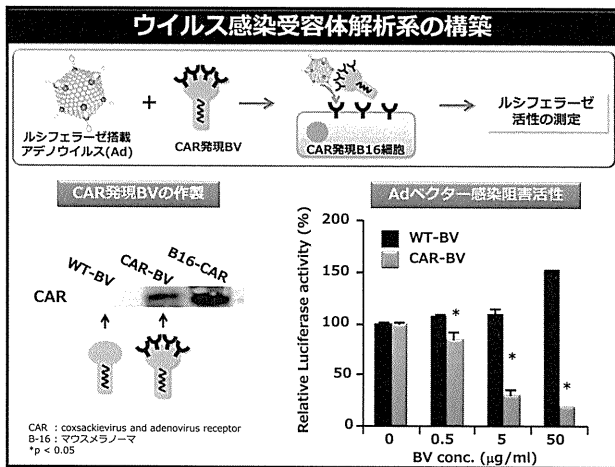 ウイルス感染受容体解析系の構築
ルシフェラーゼ搭載
アデノウイルス(Ad)
+
CAR発現BV
CAR発現B16細胞
ルシフェラーゼ
活性の測定
CAR発現BVの作製
WT-BV
CAR-BV
B16-CAR
CAR
CAR : coxsackievirus and adenovirus receptor
B-16 : マウスメラノーマ
*p < 0.05
Adベクター感染阻害活性
Relative Luciferase activity (%)
200
150
100
50
0
WT-BV
CAR-BV
*
*
*
0 0.5 5 50
BV conc. (μg/ml)